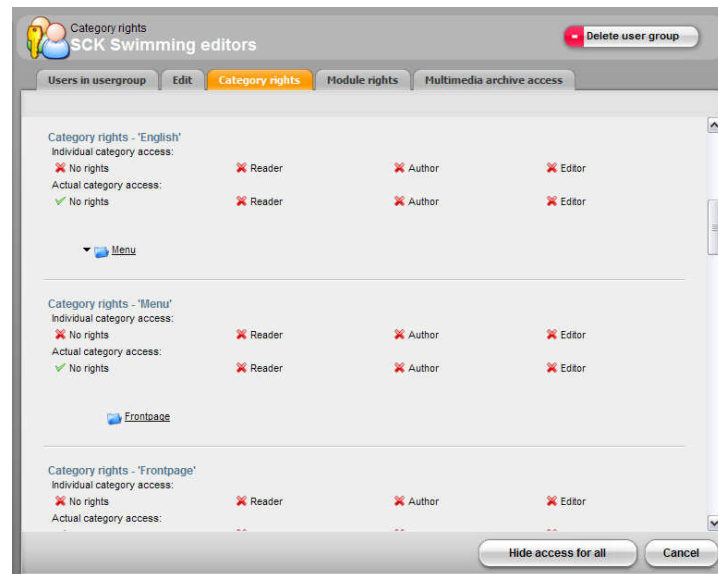 Category rights
SCK Swimming editors
Delete user group
Users in usergroup Edit Category rights Module rights Multimedia archive access
Category rights - 'English'
Individual category access:
No rights Reader Author Editor
Actual category access:
No rights Reader Author Editor
Menu
Category rights - 'Menu'
Individual category access:
No rights Reader Author Editor
Actual category access:
No rights Reader Author Editor
Frontpage
Category rights - 'Frontpage'
Individual category access:
No rights Reader Author Editor
Actual category access:
Hide access for all Cancel